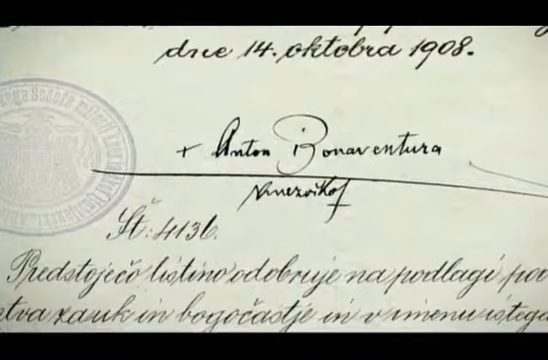 dne 14. oktobra 1908.
+ Anton Bonaventura
knezoškof
Št: 4136.
Predstoječo listino odobruje na podlagi
zauk in bogočastje in v imenu istega